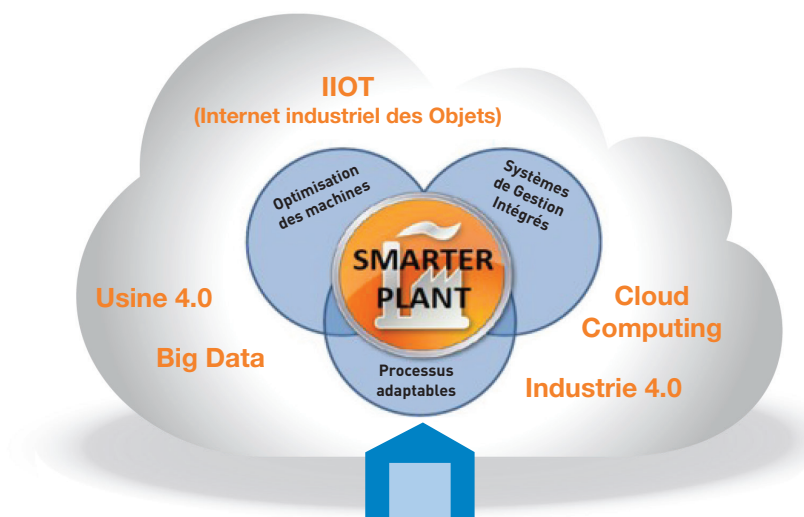 IIOT
(Internet industriel des Objets)
Optimisation
des machines
Systèmes
de Gestion
Intégrés
SMARTER
PLANT
Usine 4.0
Cloud
Computing
Big Data
Processus
adaptables
Industrie 4.0